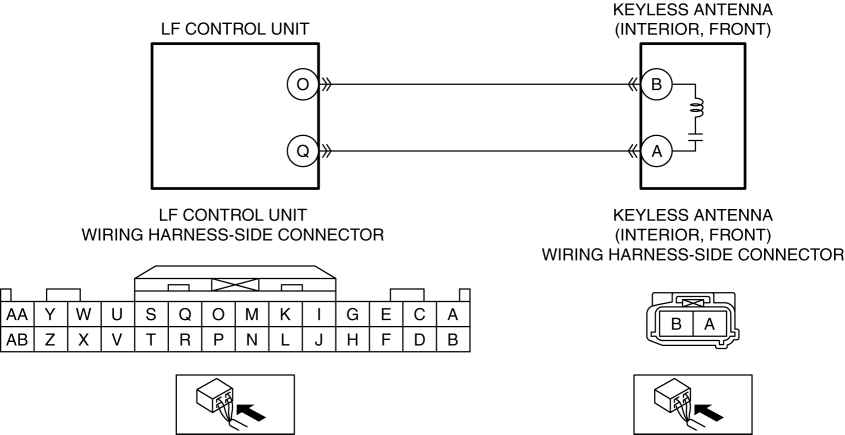 KEYLESS ANTENNA
(INTERIOR, FRONT)
LF CONTROL UNIT
O
B
Q
A
LF CONTROL UNIT
WIRING HARNESS-SIDE CONNECTOR
KEYLESS ANTENNA
(INTERIOR, FRONT)
WIRING HARNESS-SIDE CONNECTOR
AA Y W U S Q O M K I G E C A
AB Z X V T R P N L J H F D B
B A